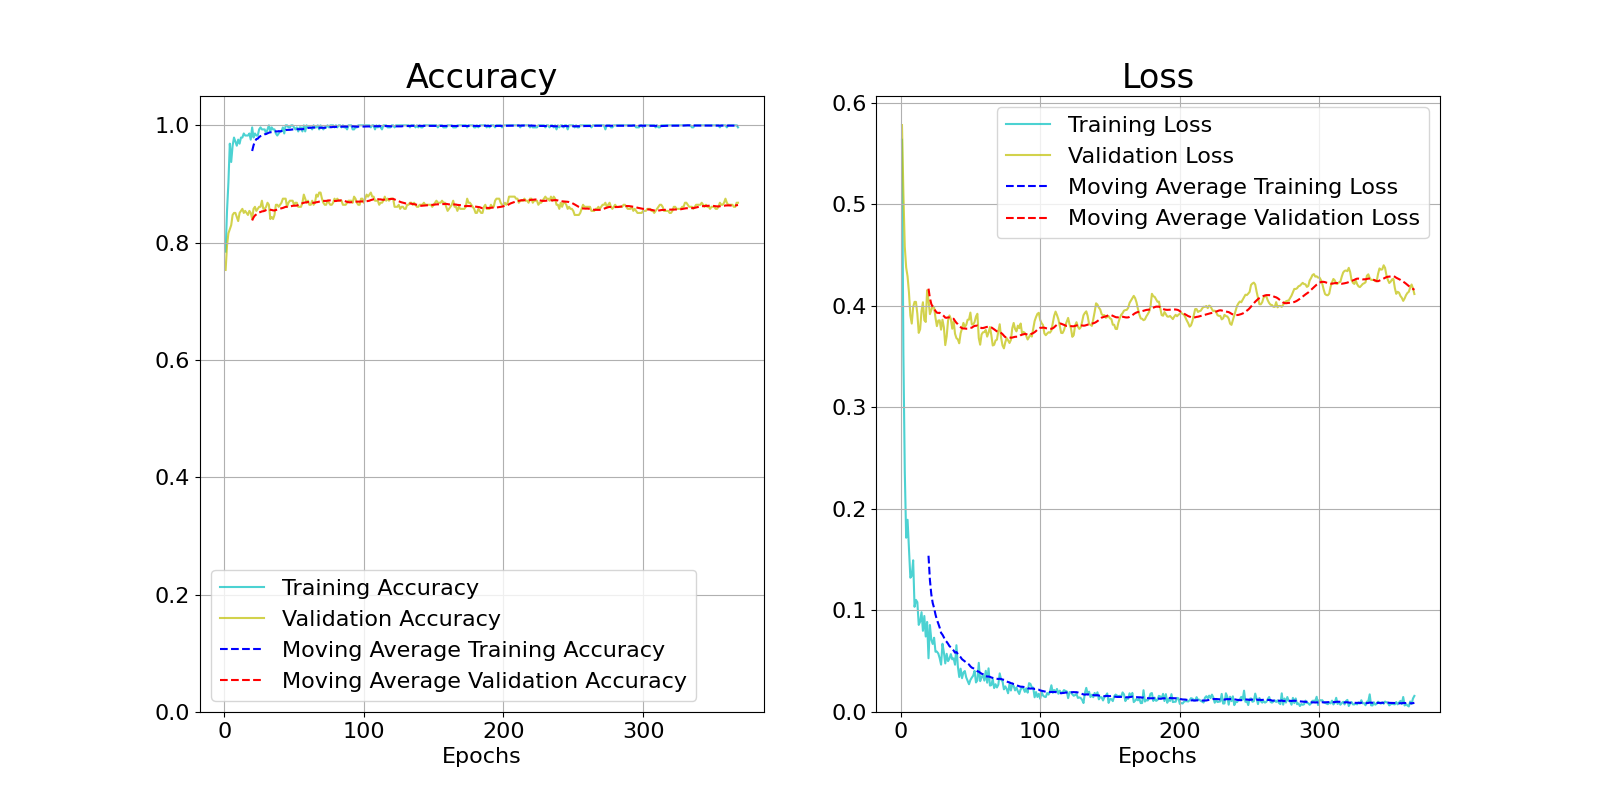 Accuracy
1.0
0.8
0.6
0.4
0.2
0.0
Training Accuracy
Validation Accuracy
Moving Average Training Accuracy
Moving Average Validation Accuracy
0 100 200 300
Epochs
Loss
0.6
0.5
0.4
0.3
0.2
0.1
0.0
Training Loss
Validation Loss
Moving Average Training Loss
Moving Average Validation Loss
0 100 200 300
Epochs